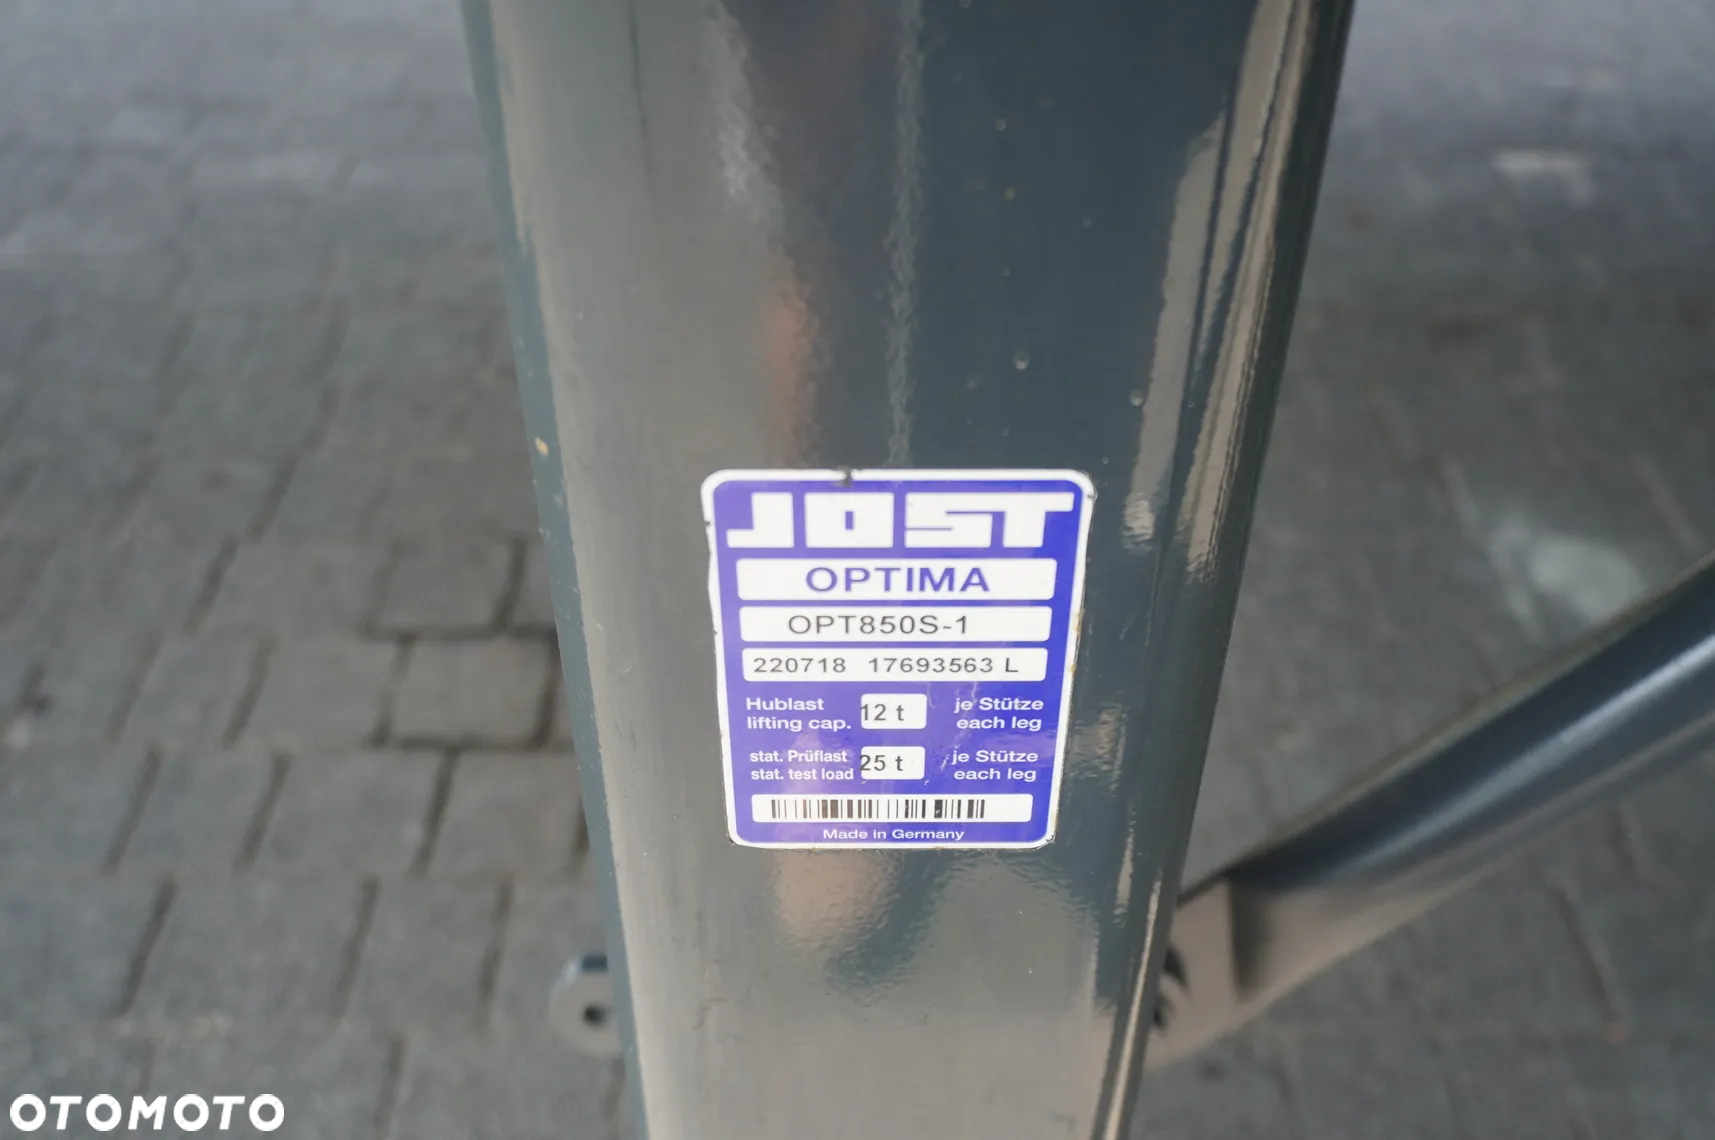 JOST
OPTIMA
OPT850S-1
220718 17693563 L
Hublast 12 t je Stütze
lifting cap. each leg
stat. Prüflast 25 t je Stütze
stat. test load each leg
Made in Germany
OTOMOTO